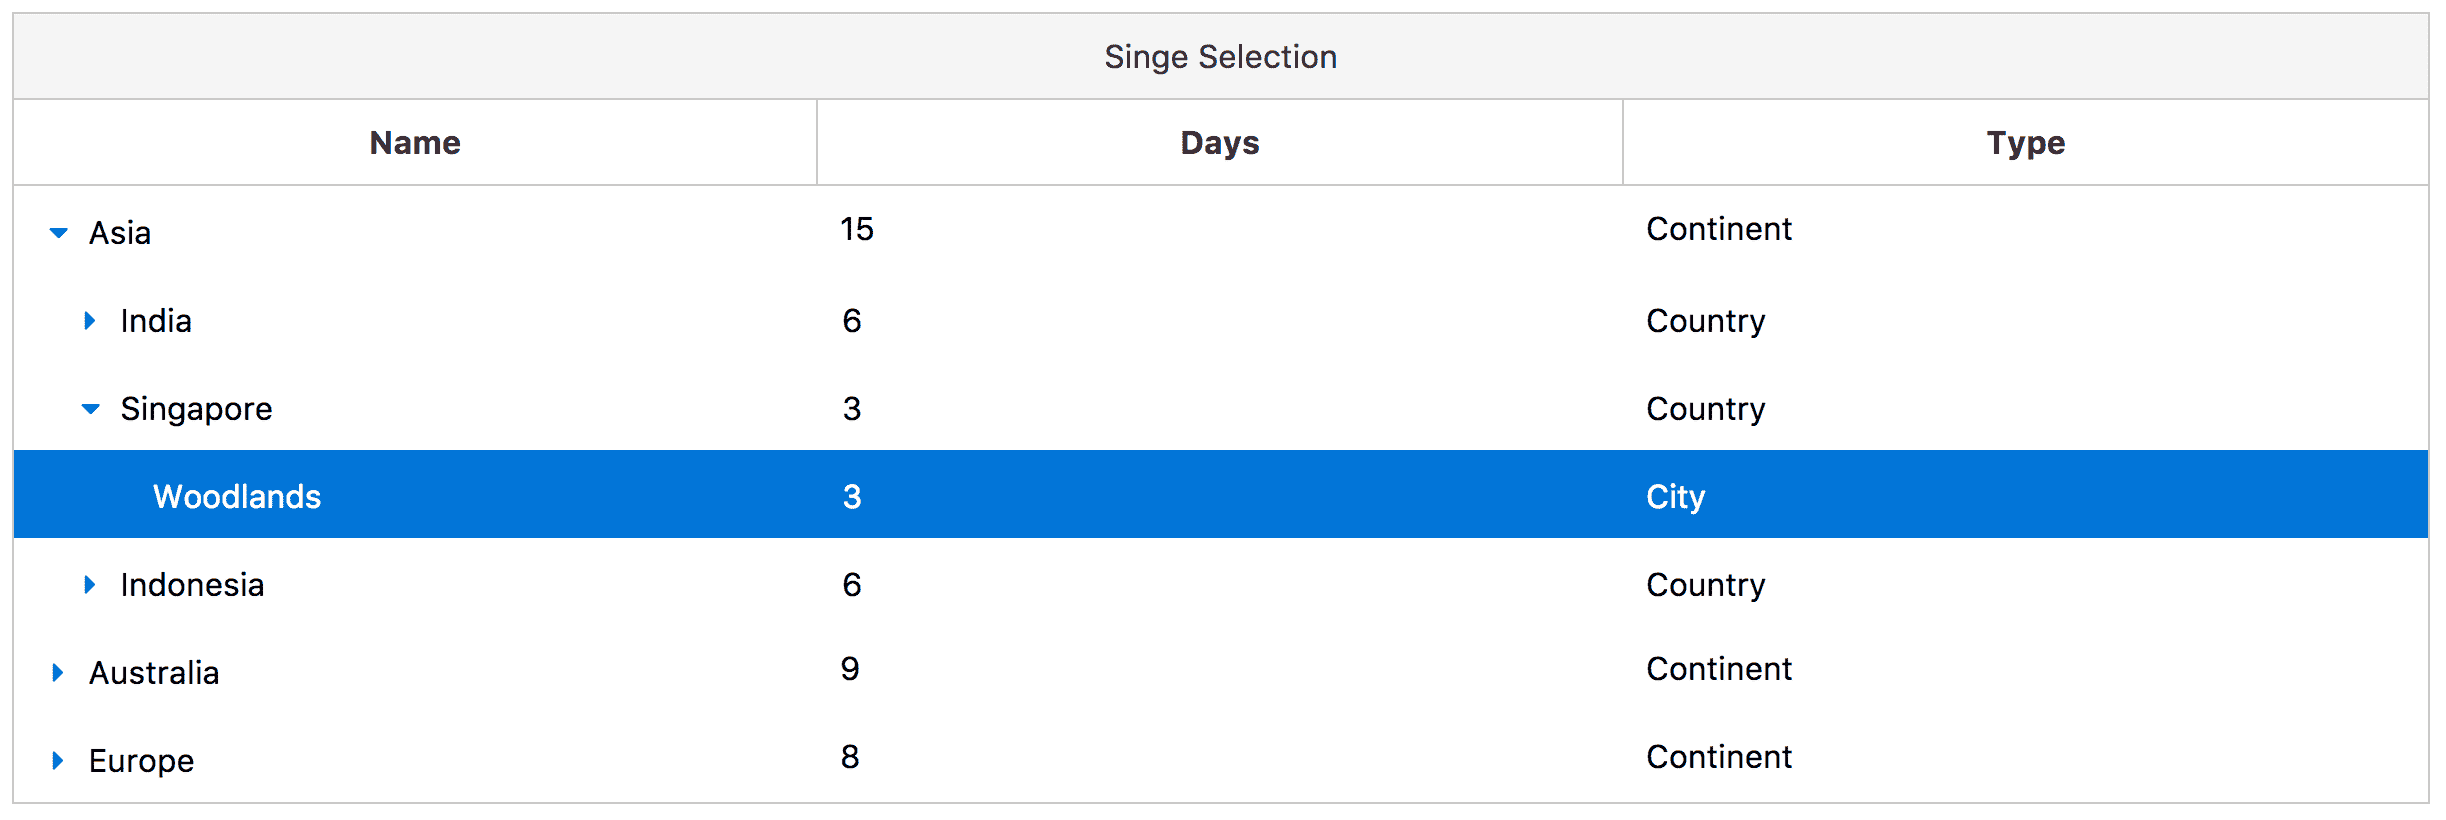 Singe Selection
Name Days Type
Asia 15 Continent
India 6 Country
Singapore 3 Country
Woodlands 3 City
Indonesia 6 Country
Australia 9 Continent
Europe 8 Continent